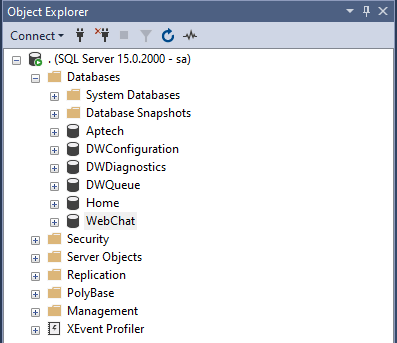 Object Explorer
Connect
. (SQL Server 15.0.2000 - sa)
Databases
System Databases
Database Snapshots
Aptech
DWConfiguration
DWDiagnostics
DWQueue
Home
WebChat
Security
Server Objects
Replication
PolyBase
Management
XEvent Profiler